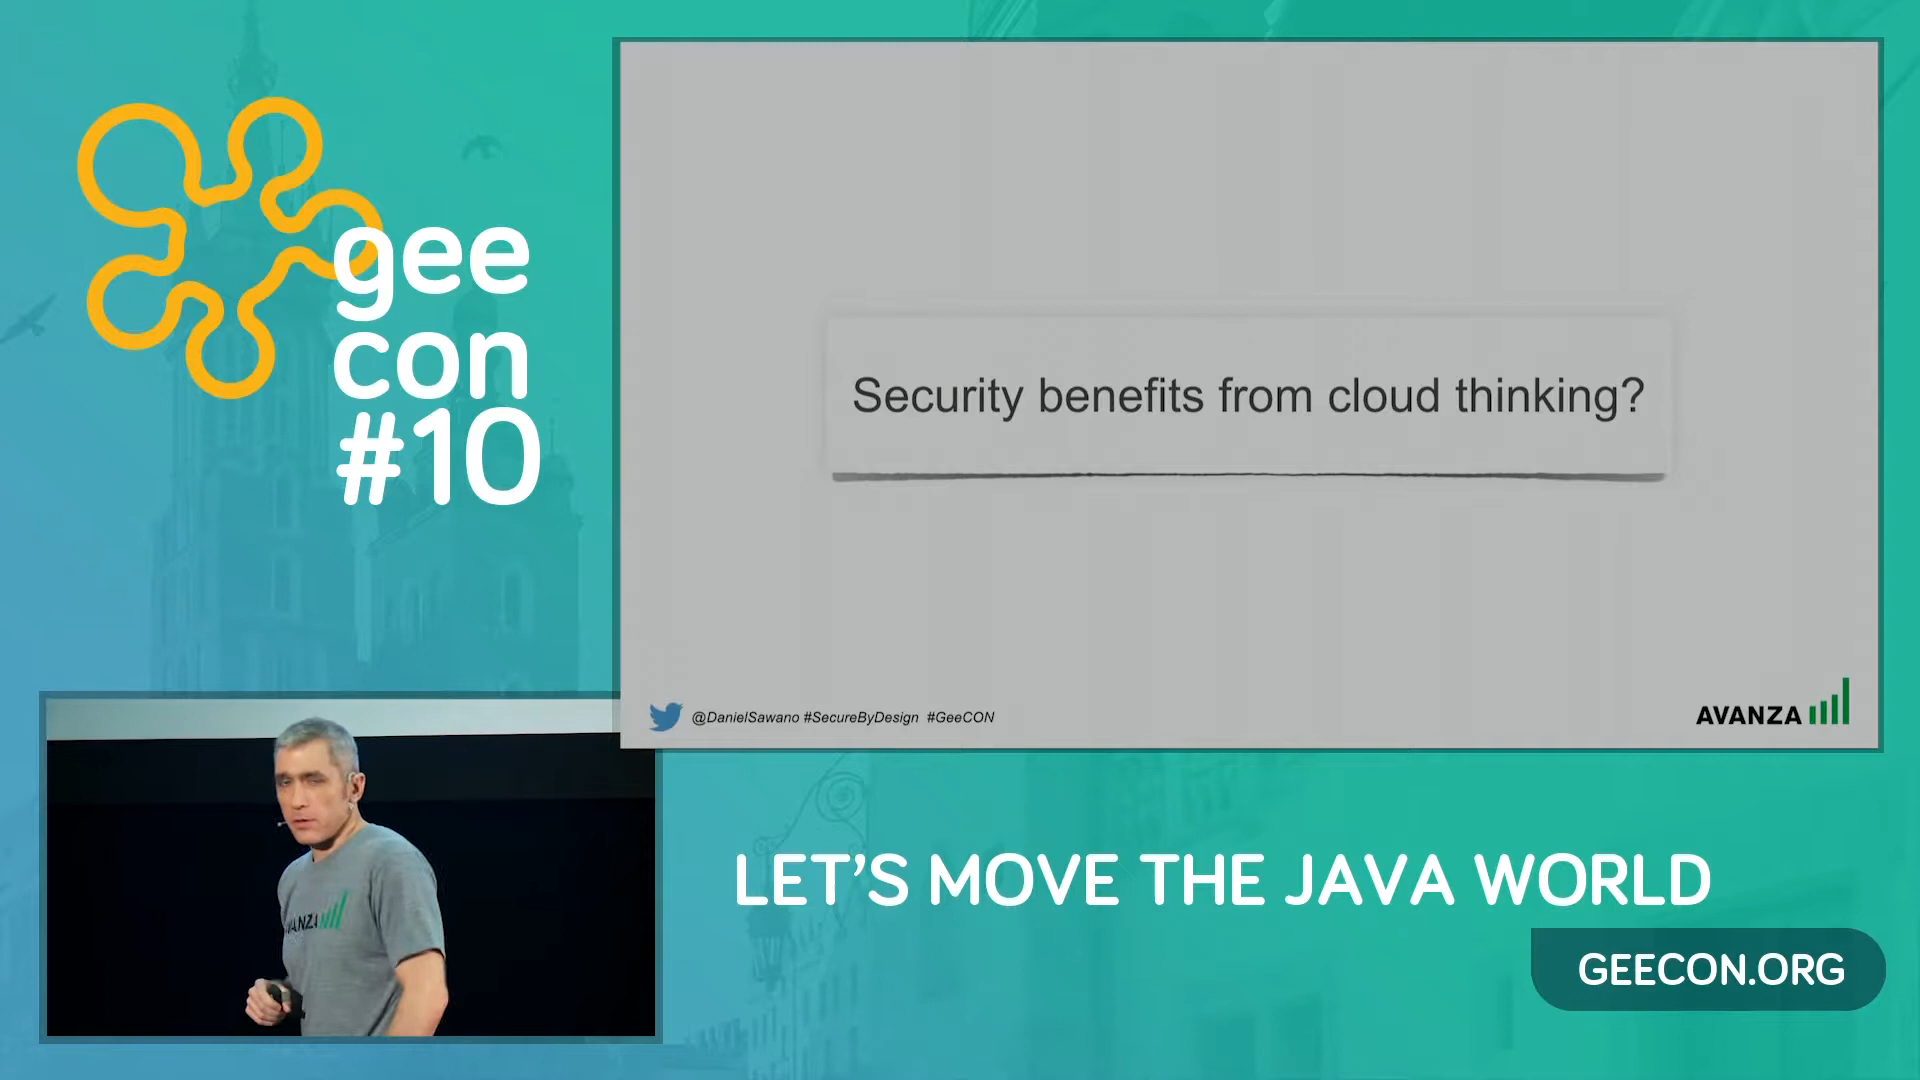 gee
con
#10
Security benefits from cloud thinking?
@DanielSawano #SecureByDesign #GeeCON
AVANZA
AVANZA
LET'S MOVE THE JAVA WORLD
GEECON.ORG